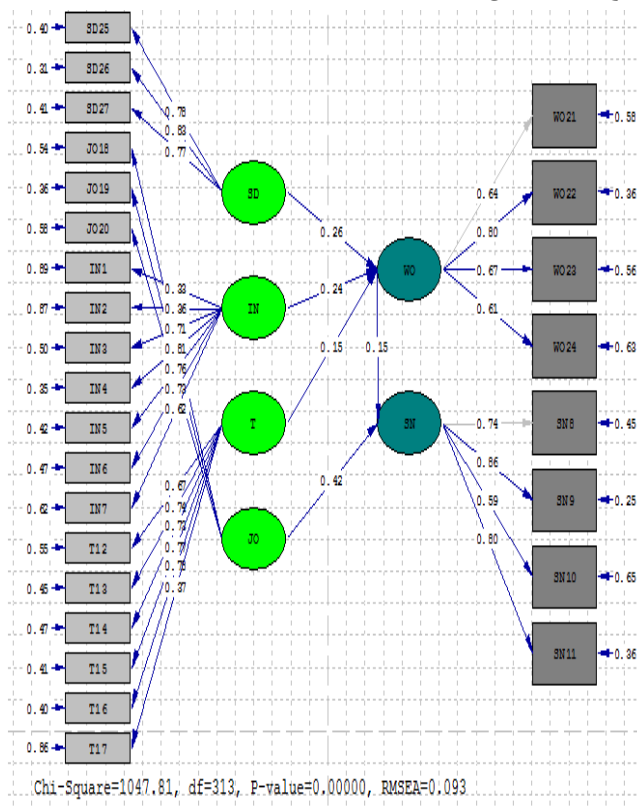 0.40 SD25
0.31 SD26
0.41 SD27
0.54 JO18
0.36 JO19
0.58 JO20
0.89 IN1
0.87 IN2
0.50 IN3
0.35 IN4
0.42 IN5
0.47 IN6
0.62 IN7
0.55 T12
0.45 T13
0.47 T14
0.41 T15
0.40 T16
0.86 T17
0.78
0.83
0.77
0.33
0.36
0.71
0.81
0.76
0.73
0.62
0.67
0.74
0.73
0.77
0.78
0.37
SD
IN
T
JO
0.26
0.24
0.15
0.15
0.42
WO
SN
0.64
0.80
0.67
0.61
0.74
0.86
0.59
0.80
WO21 0.58
WO22 0.36
WO23 0.56
WO24 0.63
SN8 0.45
SN9 0.25
SN10 0.65
SN11 0.36
Chi-Square=1047.81, df=313, P-value=0.00000, RMSEA=0.093